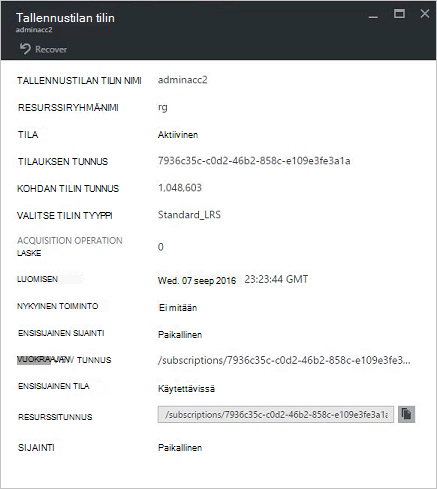 Tallennustilan tilin
adminacc2
Recover
TALLENNUSTILAN TILIN NIMI adminacc2
RESURSSIRYHMÄNIMI rg
TILA Aktiivinen
TILAUKSEN TUNNUS 7936c35c-c0d2-46b2-858c-e109e3fe3a1a
KOHDAN TILIN TUNNUS 1,048,603
VALITSE TILIN TYYPPI Standard_LRS
ACQUISITION OPERATION 0
LASKE
LUOMISEN Wed. 07 seep 2016 23:23:44 GMT
NYKYINEN TOIMINTO Ei mitään
ENSISIJAINEN SIJAINTI Paikallinen
TUNNUS /subscriptions/7936c35c-c0d2-46b2-858c-e109e3fe3...
ENSISIJAINEN TILA Käytettävissä
RESURSSITUNNUS /subscriptions/7936c35c-c0d2-46b2-858c-e109e3fe3a1a
SIJAINTI Paikallinen